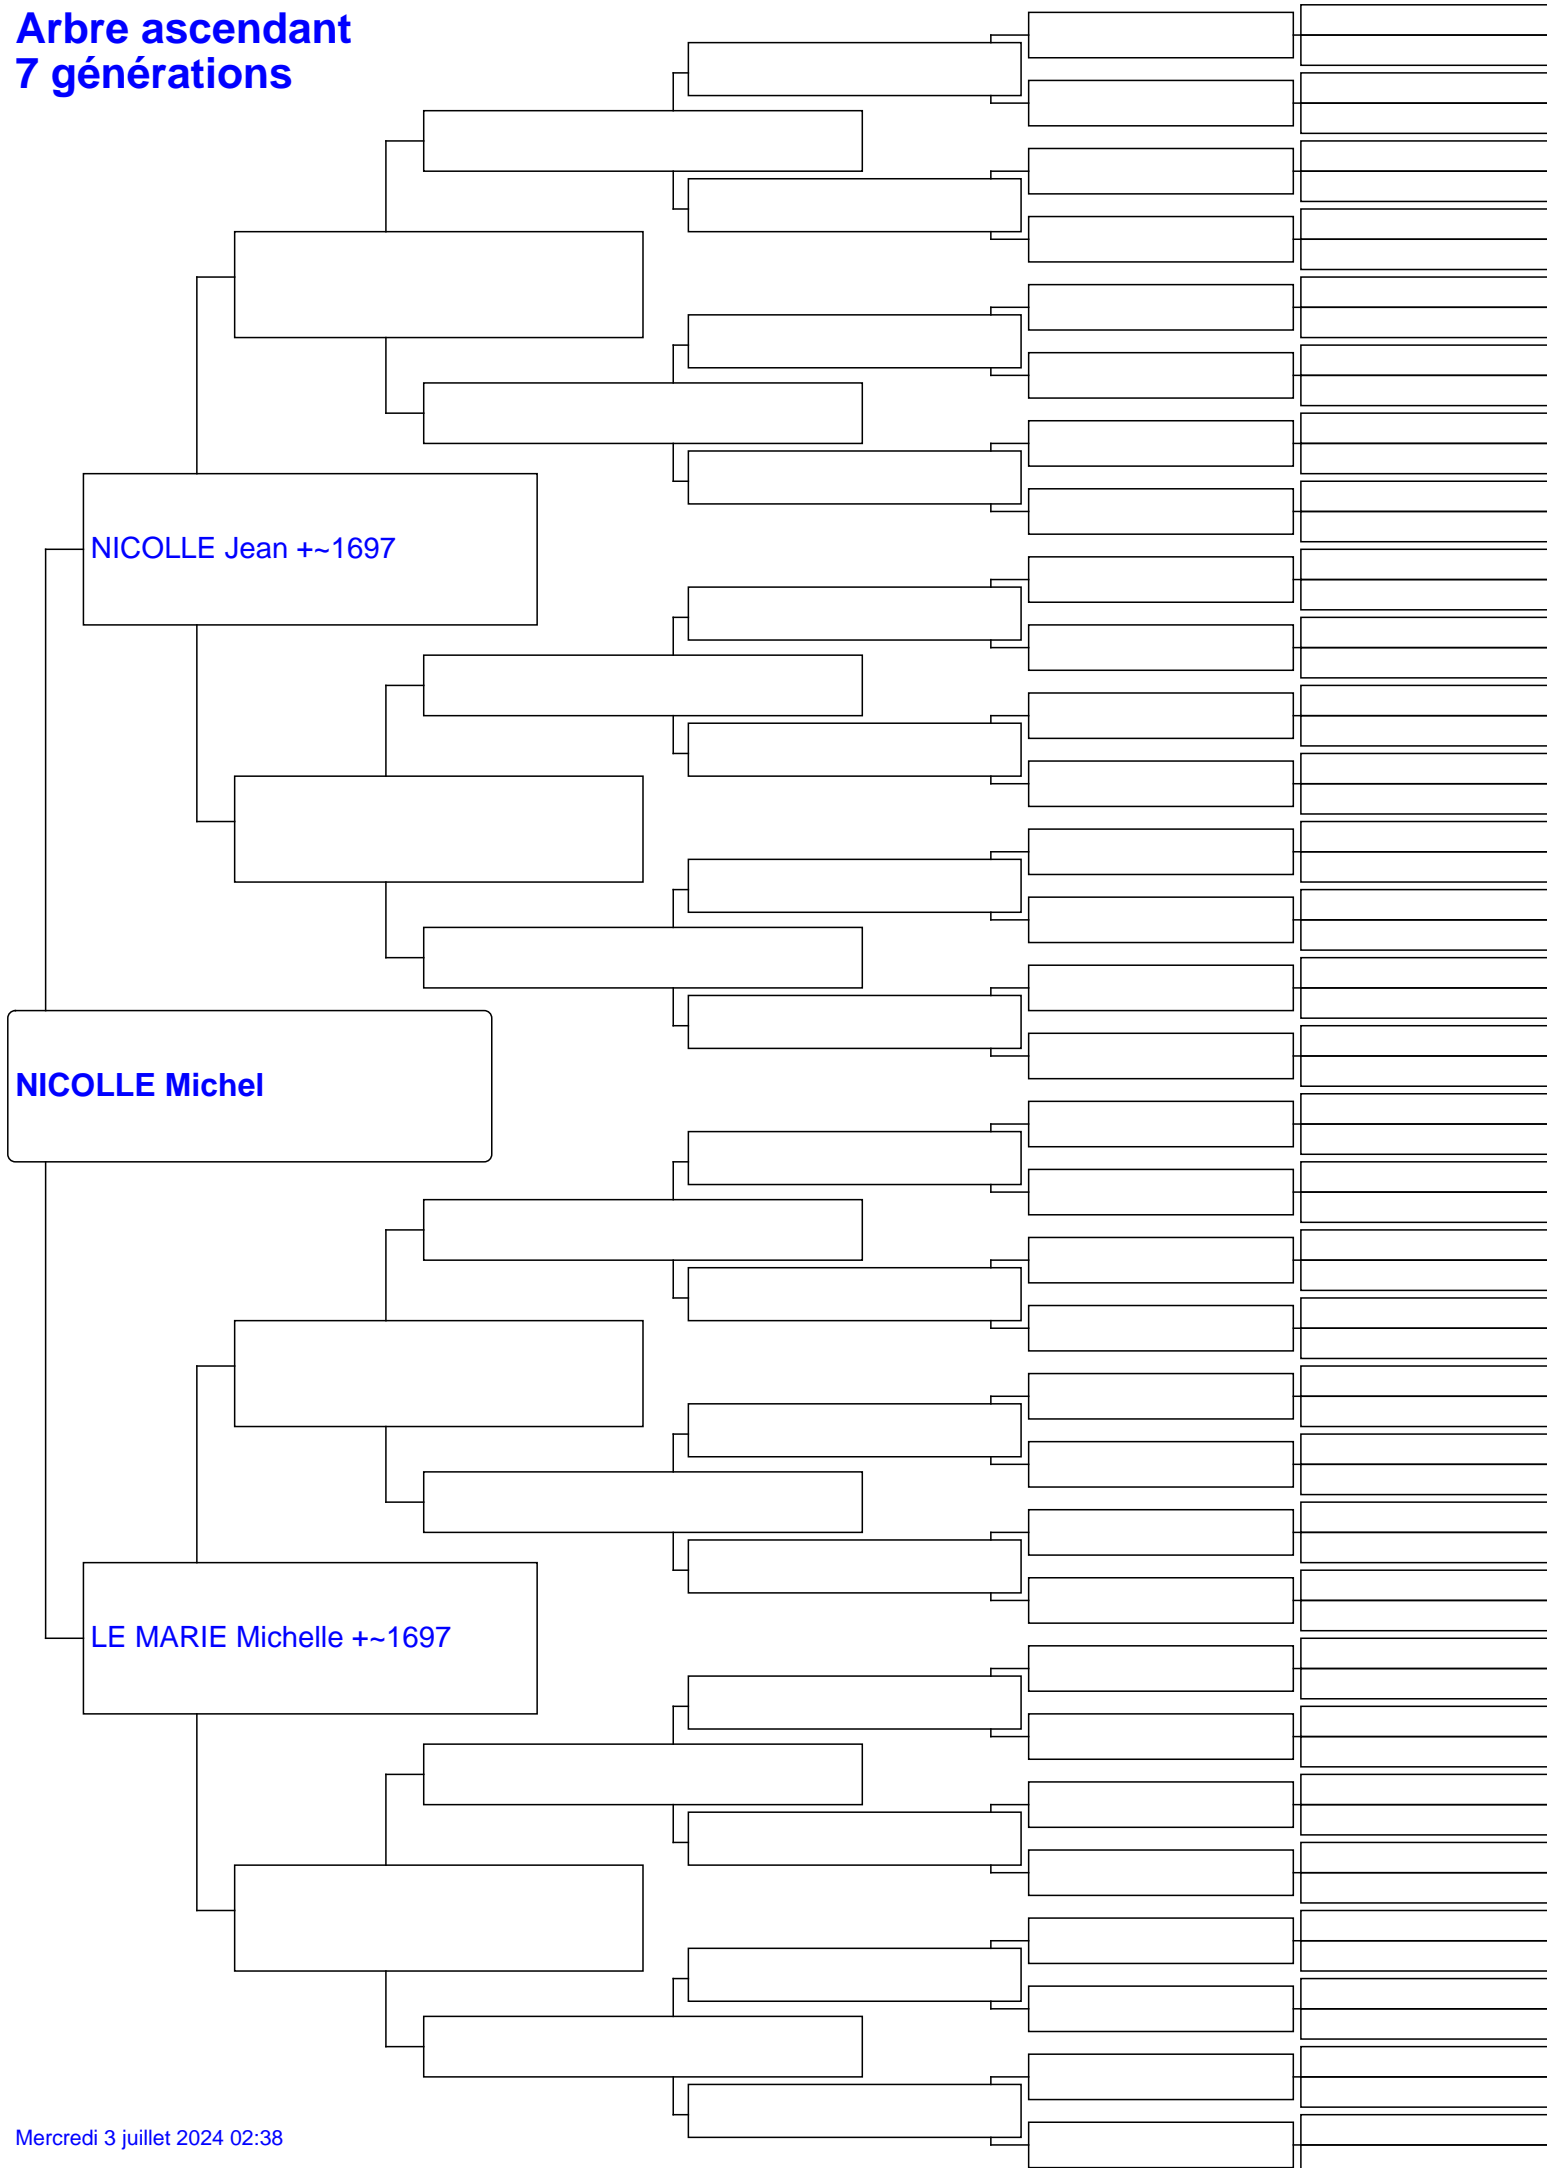 Arbre ascendant
7 générations
NICOLLE Jean +~1697
NICOLLE Michel
LE MARIE Michelle +~1697
Mercredi 3 juillet 2024 02:38